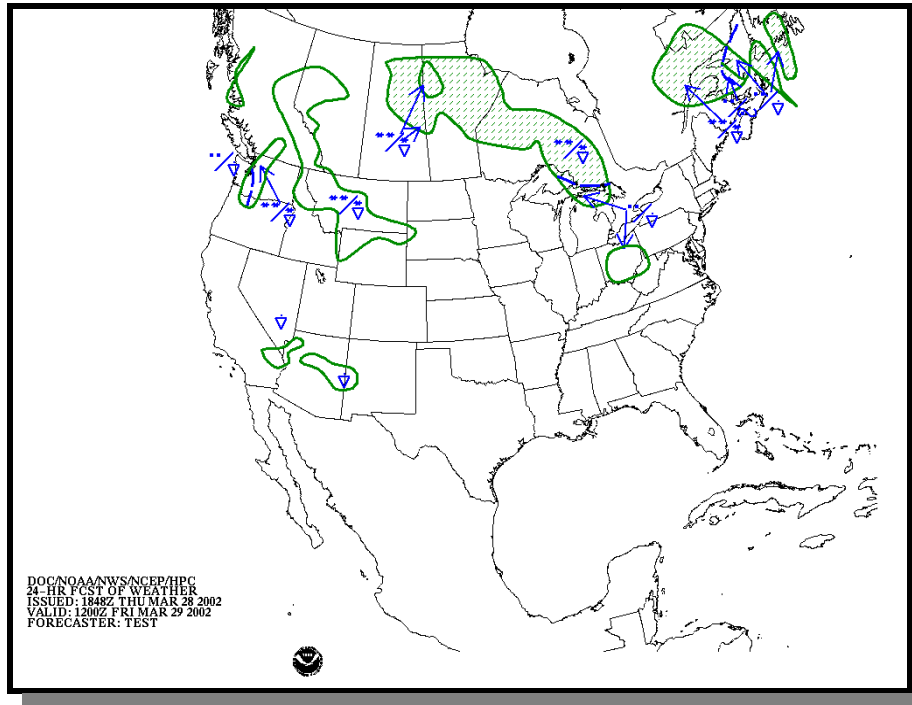 DOC/NOAA/NWS/NCEP/HPC
24-HR FCST OF WEATHER
ISSUED: 1848Z THU MAR 28 2002
VALID: 1200Z FRI MAR 29 2002
FORECASTER: TEST